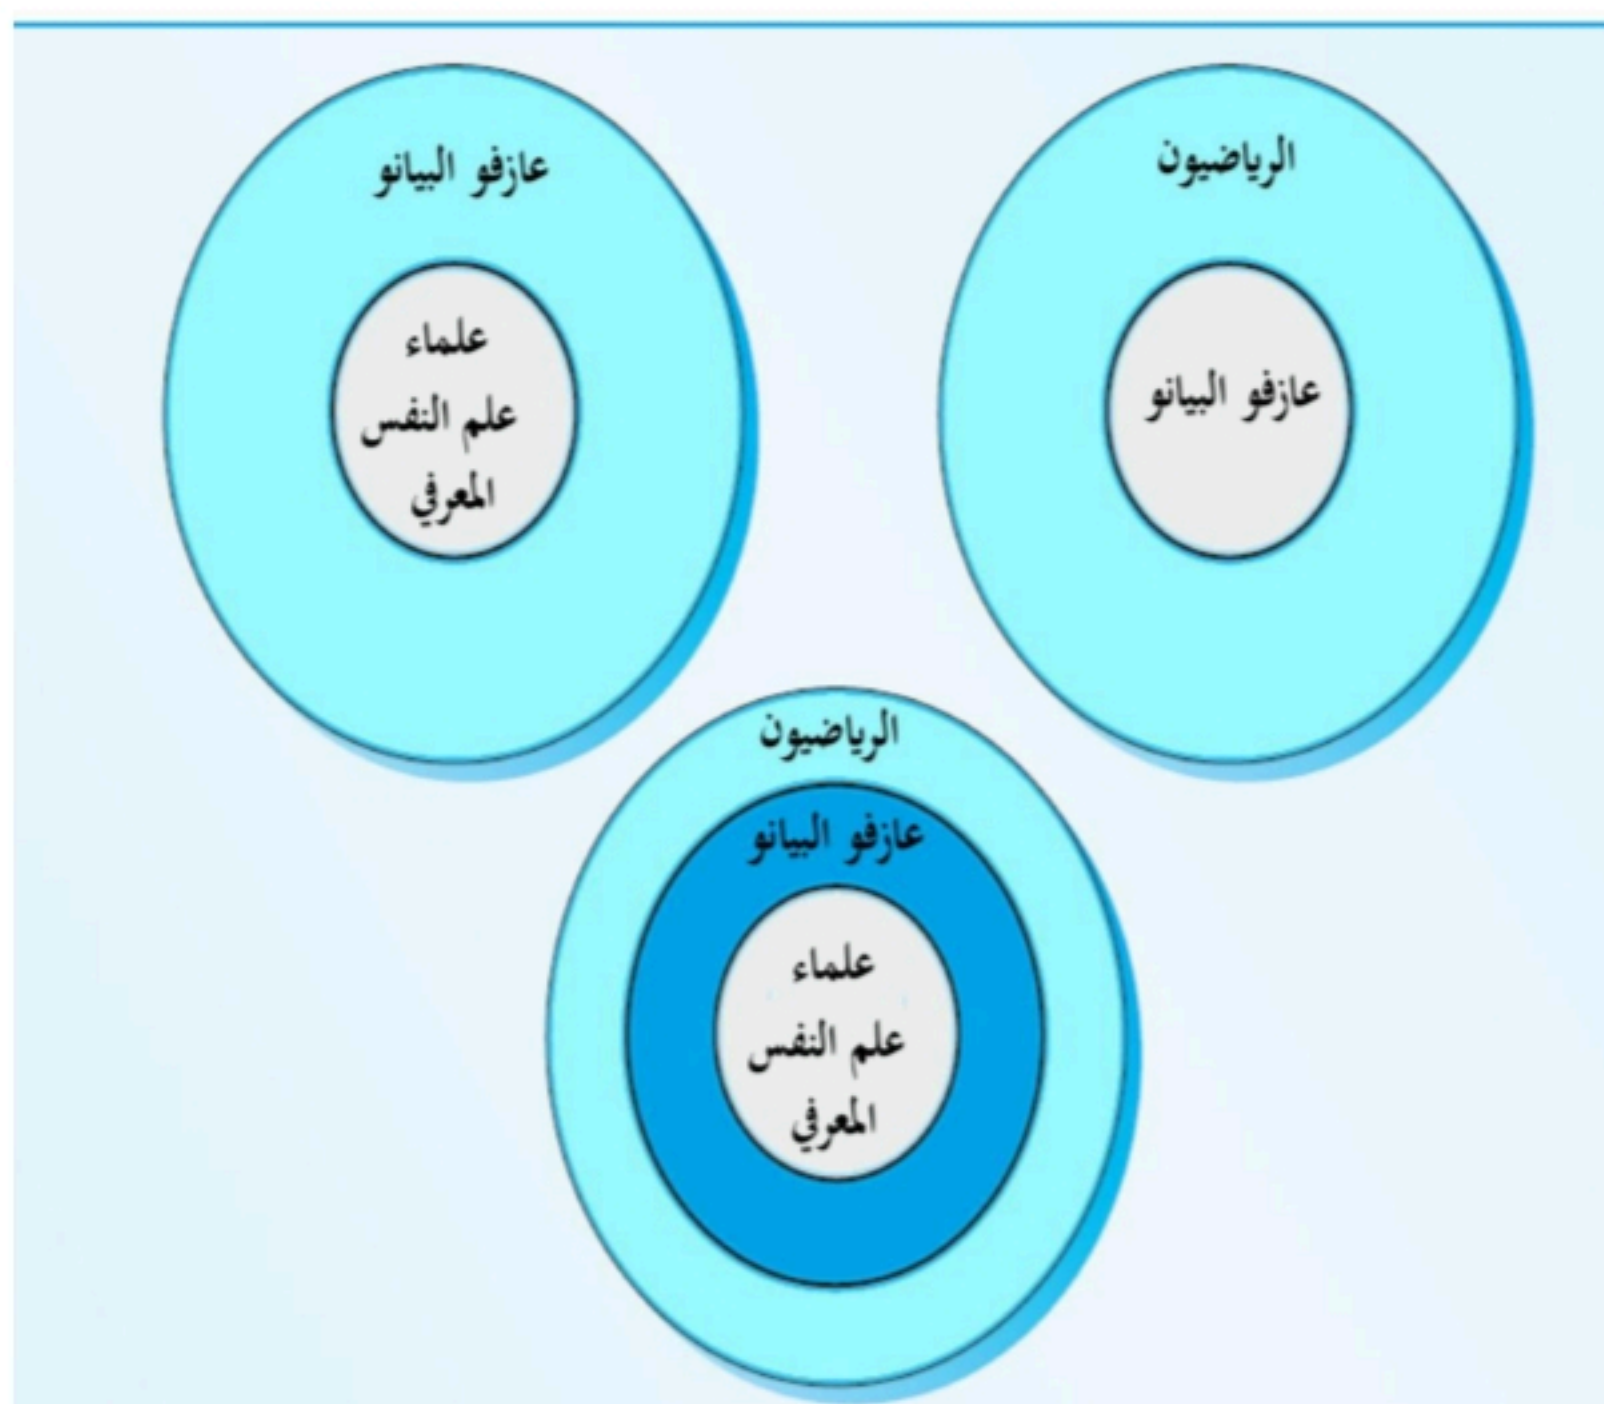 الرياضيون
عازفو البيانو
عازفو البيانو
علماء
علم النفس
المعرفي
الرياضيون
عازفو البيانو
علماء
علم النفس
المعرفي